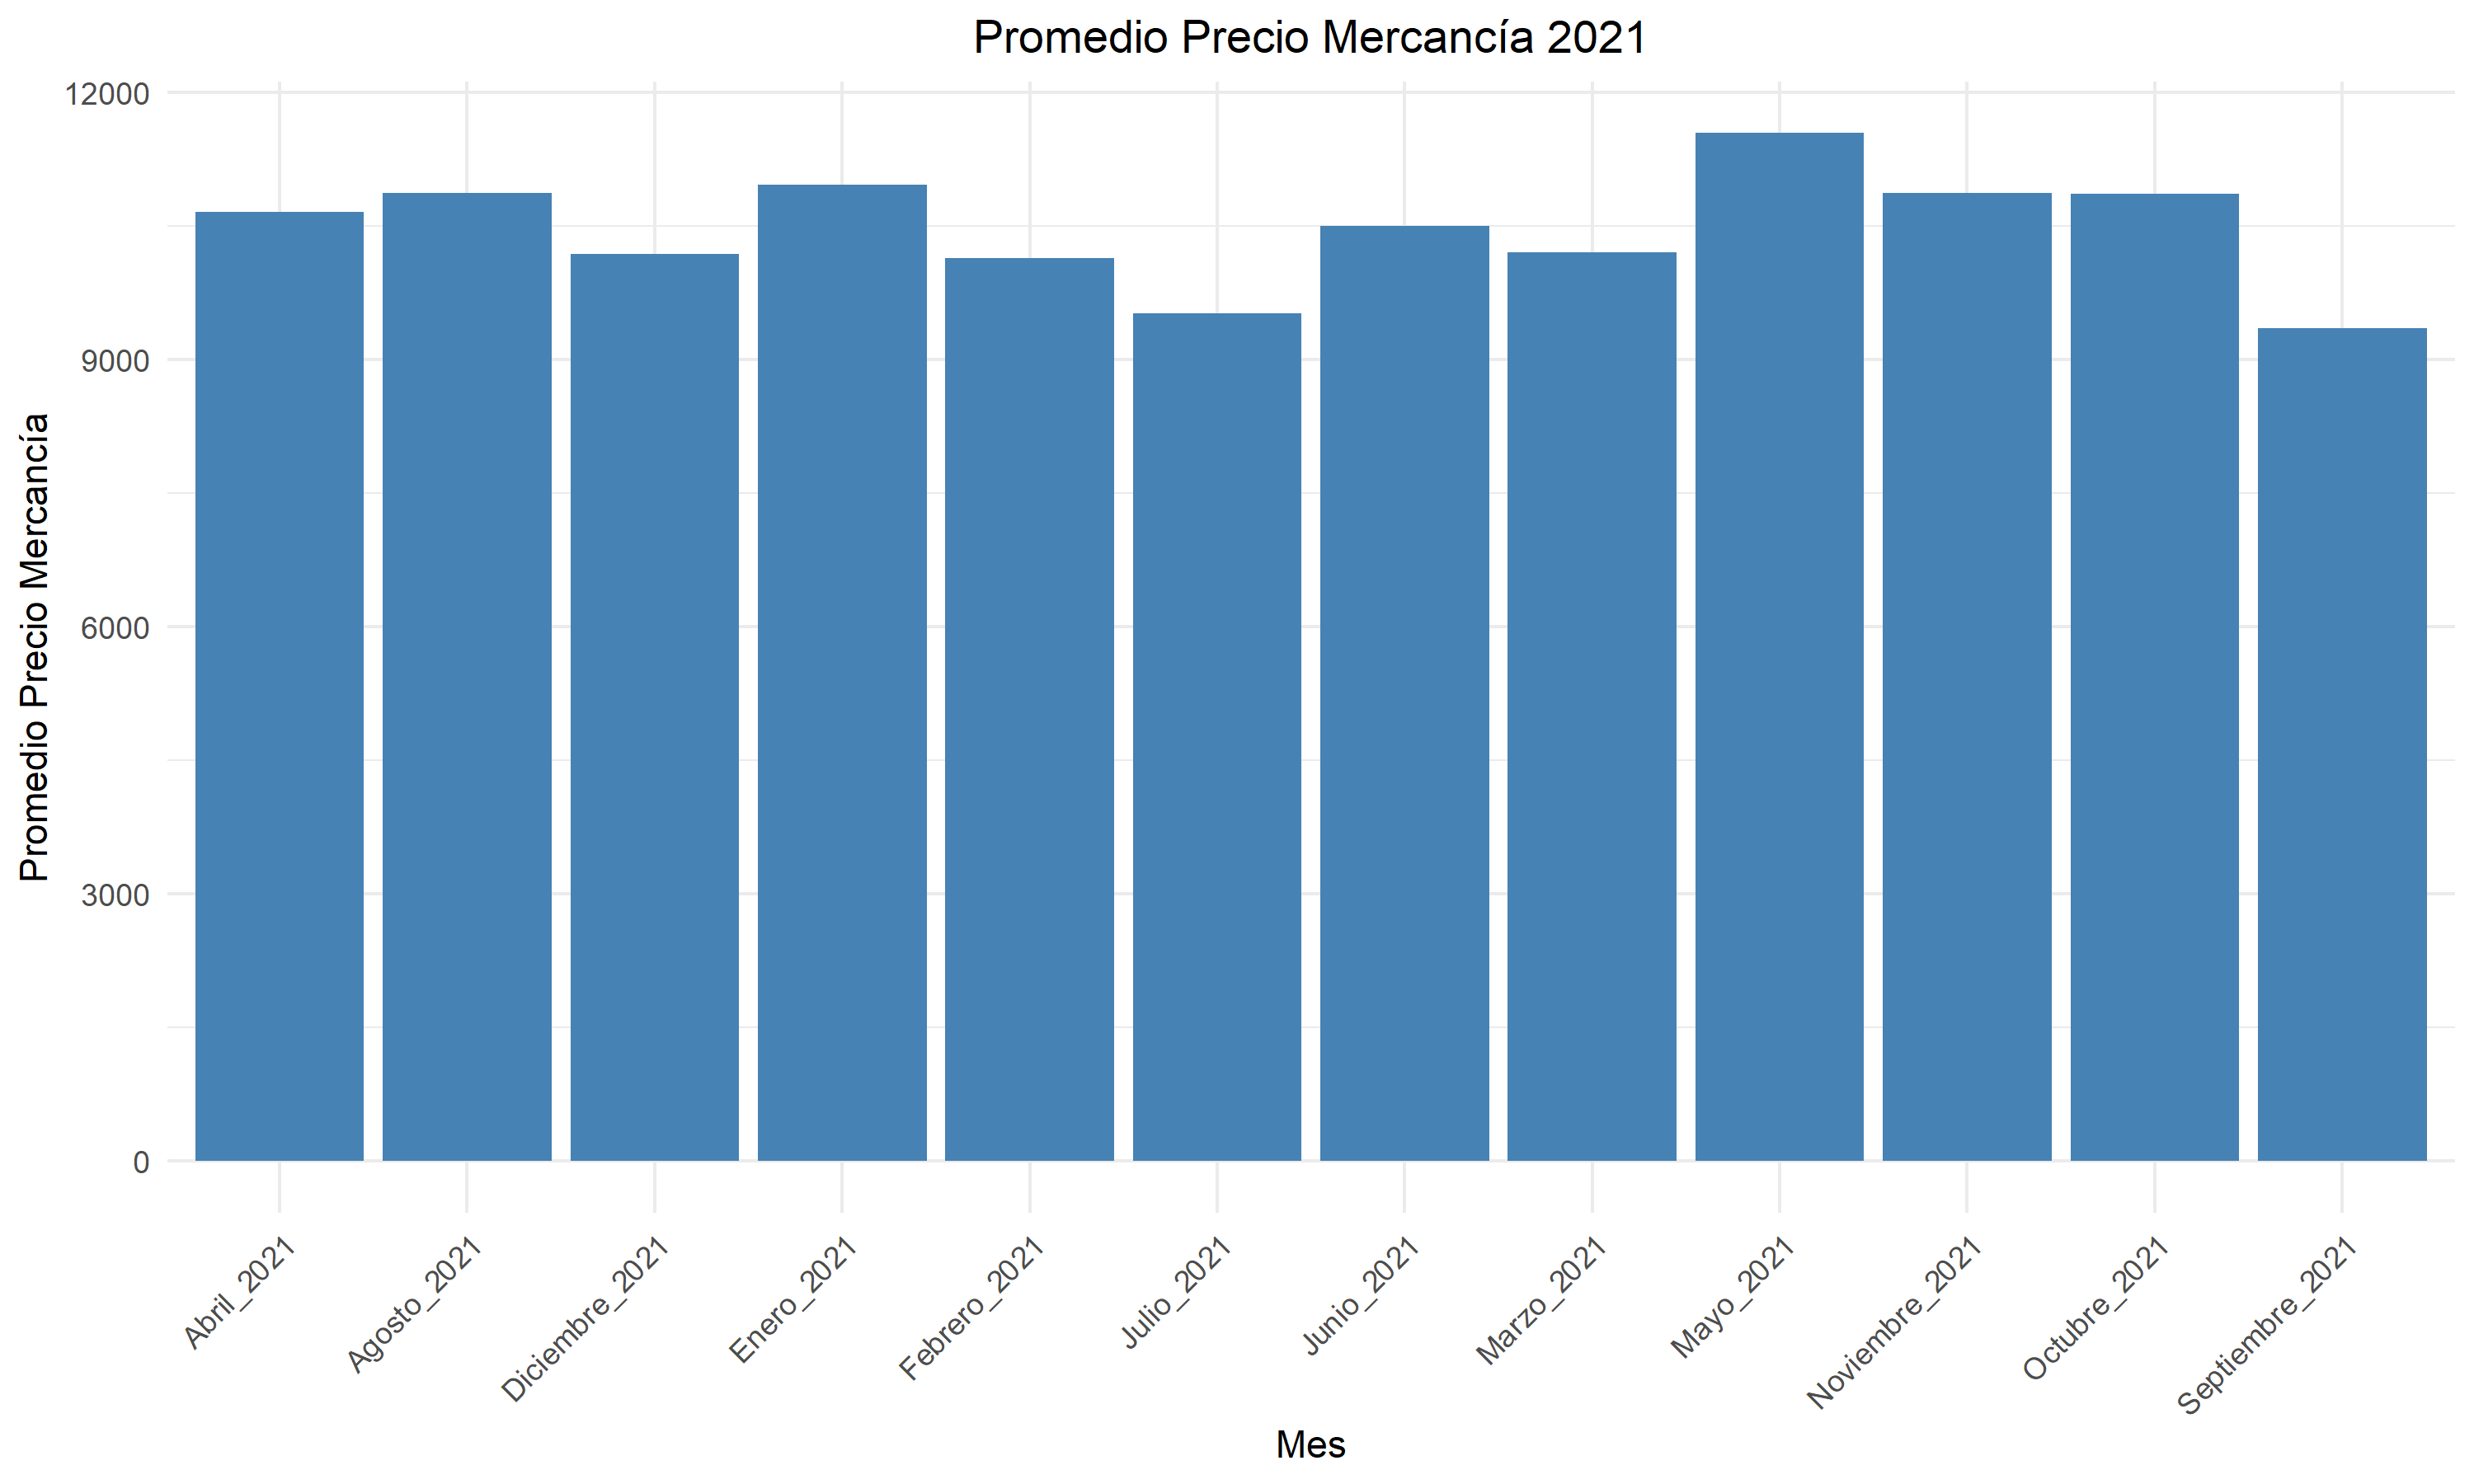 Promedio Precio Mercancía 2021
Promedio Precio Mercancía
12000
9000
6000
3000
0
Abril_2021
Agosto_2021
Diciembre_2021
Enero_2021
Febrero_2021
Julio_2021
Junio_2021
Marzo_2021
Mayo_2021
Noviembre_2021
Octubre_2021
Septiembre_2021
Mes